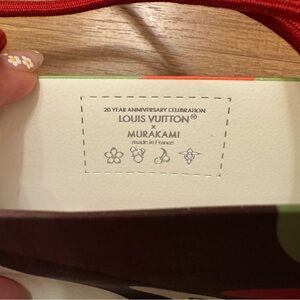 20 YEAR ANNIVERSARY CELEBRATION
LOUIS VUITTON®
×
MURAKAMI
made in France